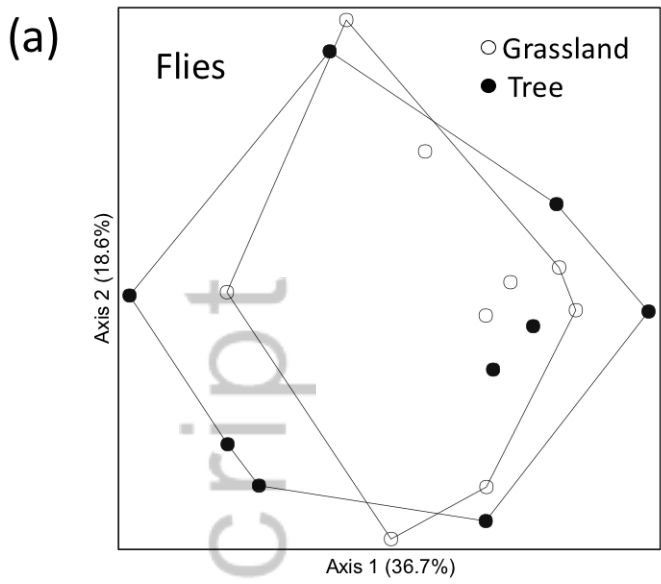 (a)
Flies
Grassland
Tree
Axis 2 (18.6%)
cript
Axis 1 (36.7%)